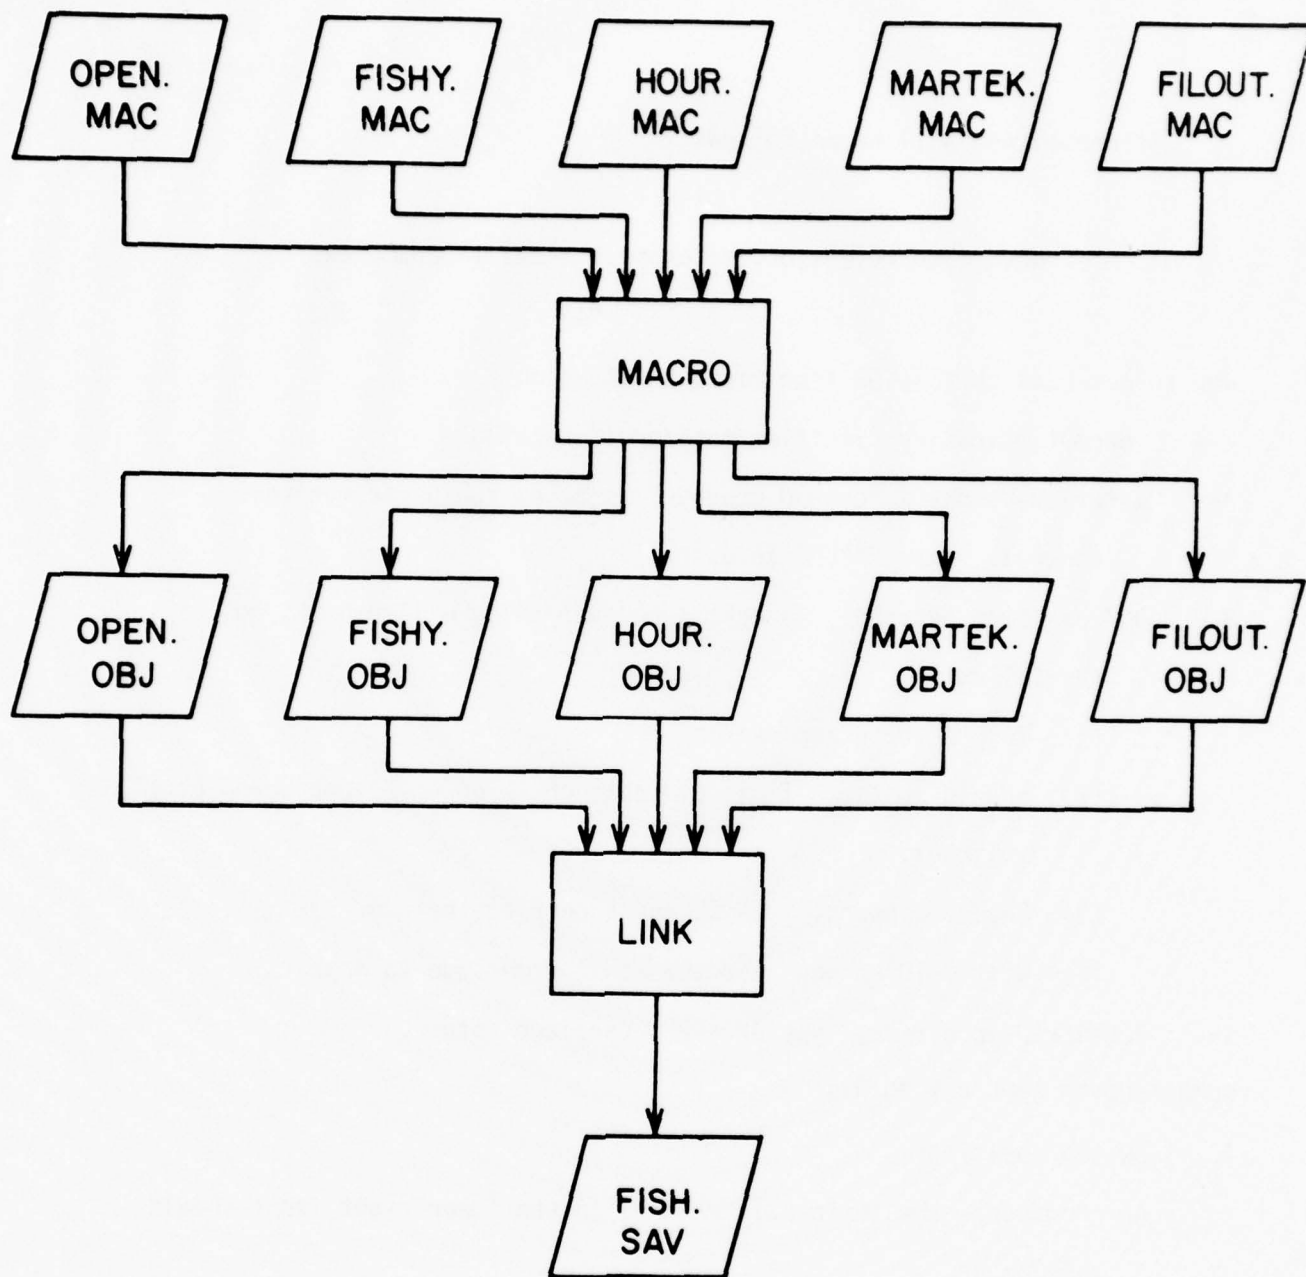 OPEN.
MAC
FISHY.
MAC
HOUR.
MAC
MARTEK.
MAC
FILOUT.
MAC
MACRO
OPEN.
OBJ
FISHY.
OBJ
HOUR.
OBJ
MARTEK.
OBJ
FILOUT.
OBJ
LINK
FISH.
SAV